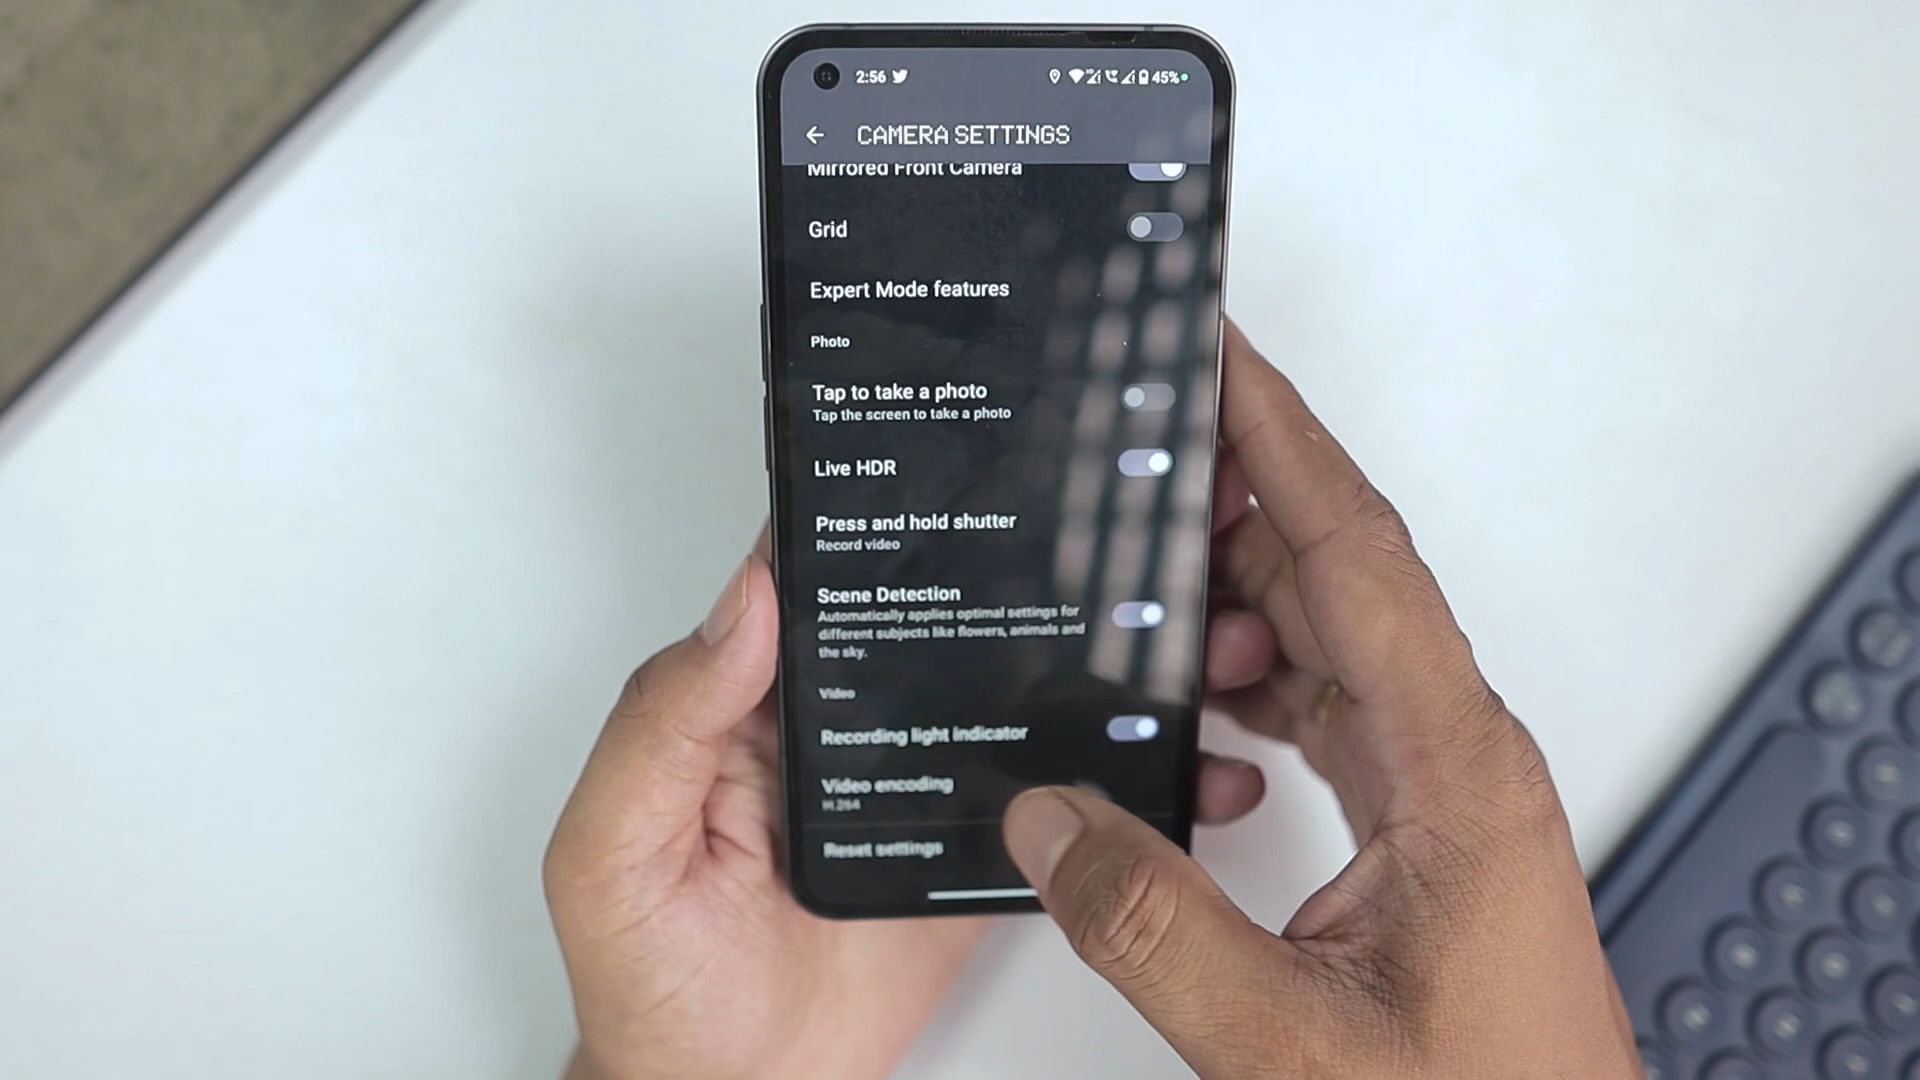 2:56 45%
CAMERA SETTINGS
Mirrored Front Camera
Grid
Expert Mode features
Photo
Tap to take a photo
Tap the screen to take a photo
Live HDR
Press and hold shutter
Record video
Scene Detection
Automatically applies optimal settings for
different subjects like flowers, animals and
the sky.
Video
Recording light indicator
Video encoding
H.264
Reset settings